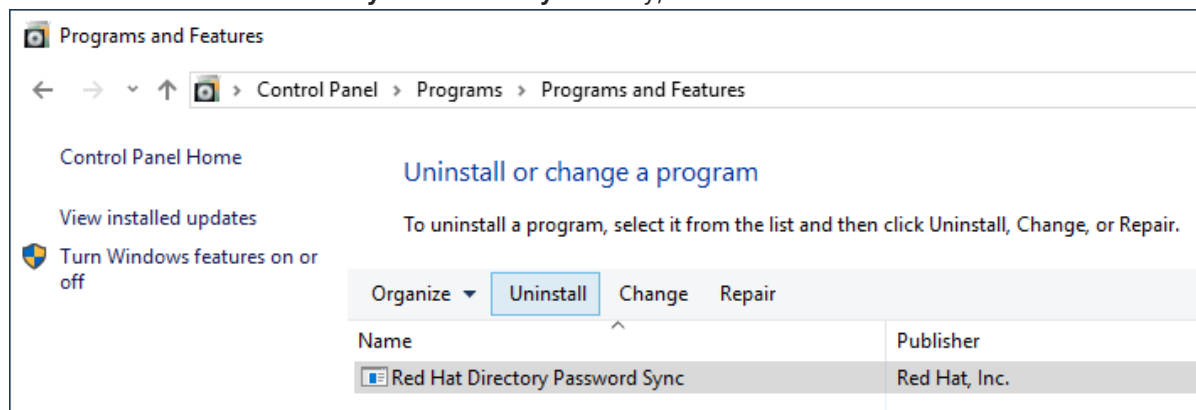 Programs and Features
Control Panel > Programs > Programs and Features
Control Panel Home
Uninstall or change a program
View installed updates
To uninstall a program, select it from the list and then click Uninstall, Change, or Repair.
Turn Windows features on or
off
Organize Uninstall Change Repair
Name Publisher
Red Hat Directory Password Sync Red Hat, Inc.